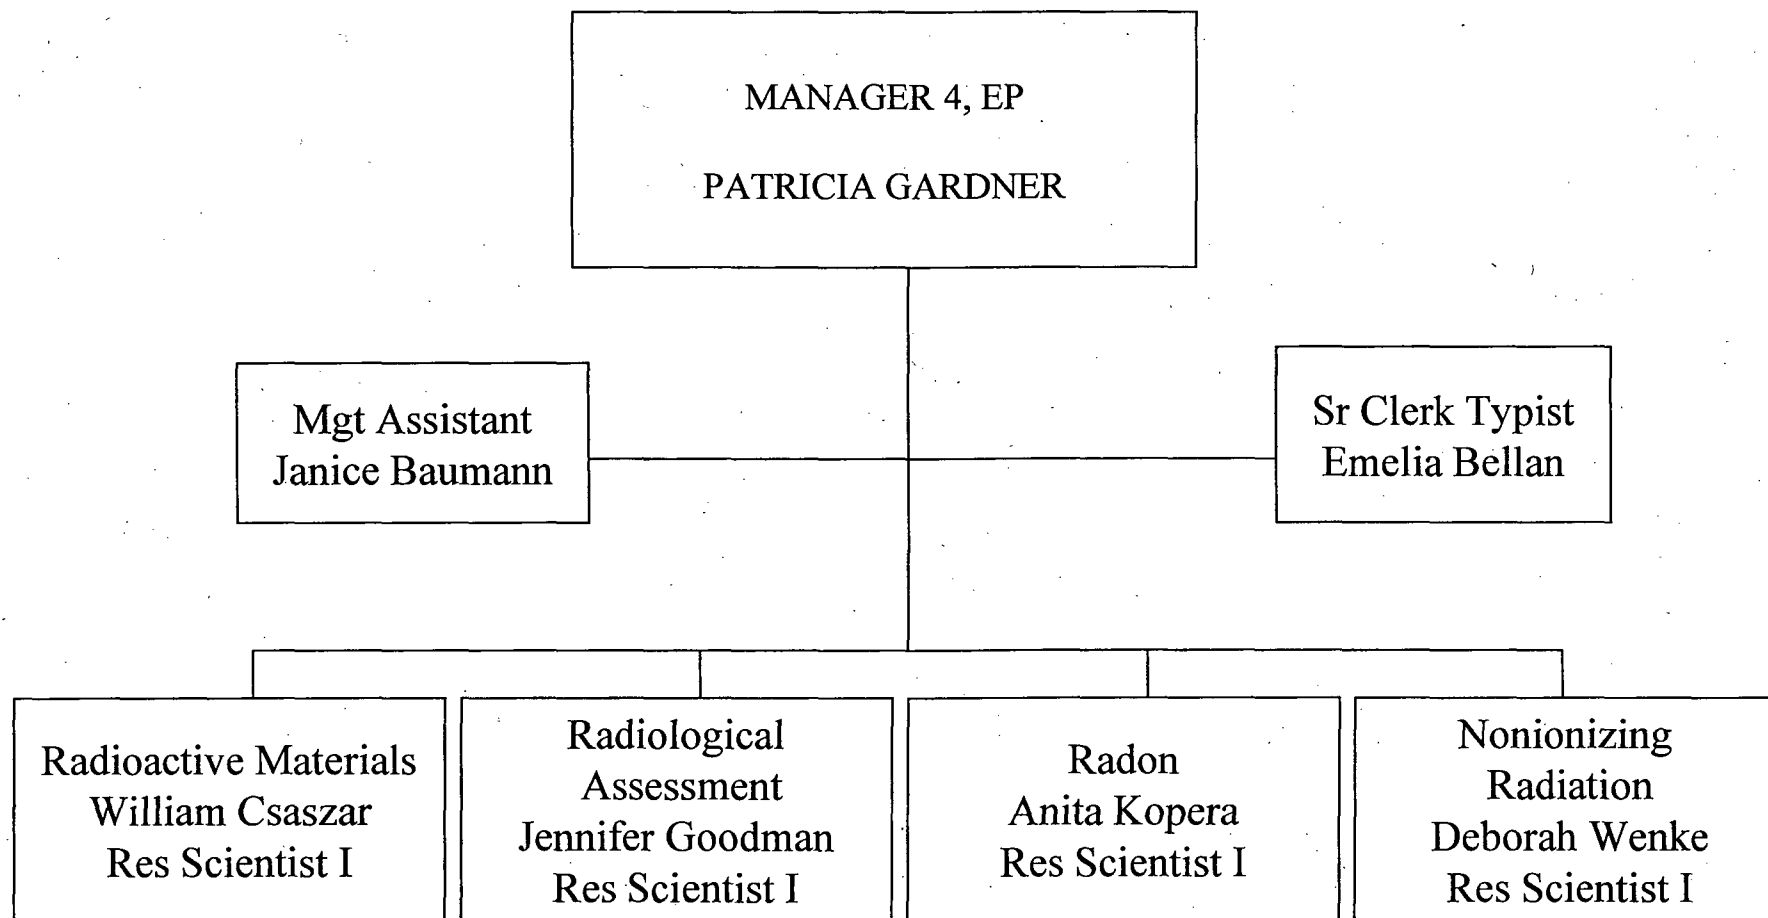 MANAGER 4, EP
PATRICIA GARDNER
Mgt Assistant
Janice Baumann
Sr Clerk Typist
Emelia Bellan
Radioactive Materials
William Csaszar
Res Scientist I
Radiological
Assessment
Jennifer Goodman
Res Scientist I
Radon
Anita Kopera
Res Scientist I
Nonionizing
Radiation
Deborah Wenke
Res Scientist I